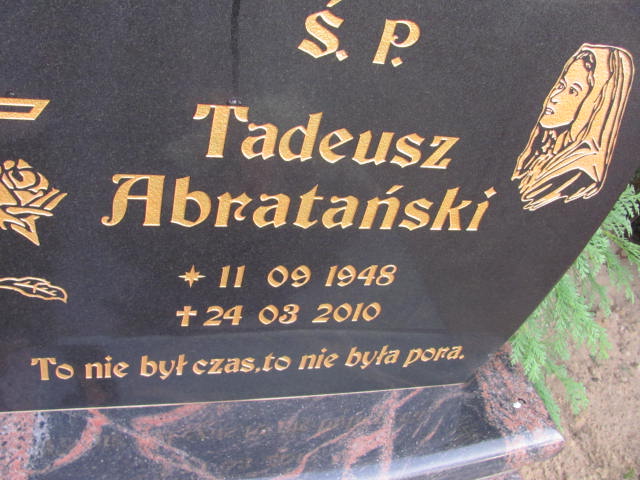 Ś. P.
Tadeusz
Abratański
* 11 09 1948
† 24 03 2010
To nie był czas, to nie była pora.